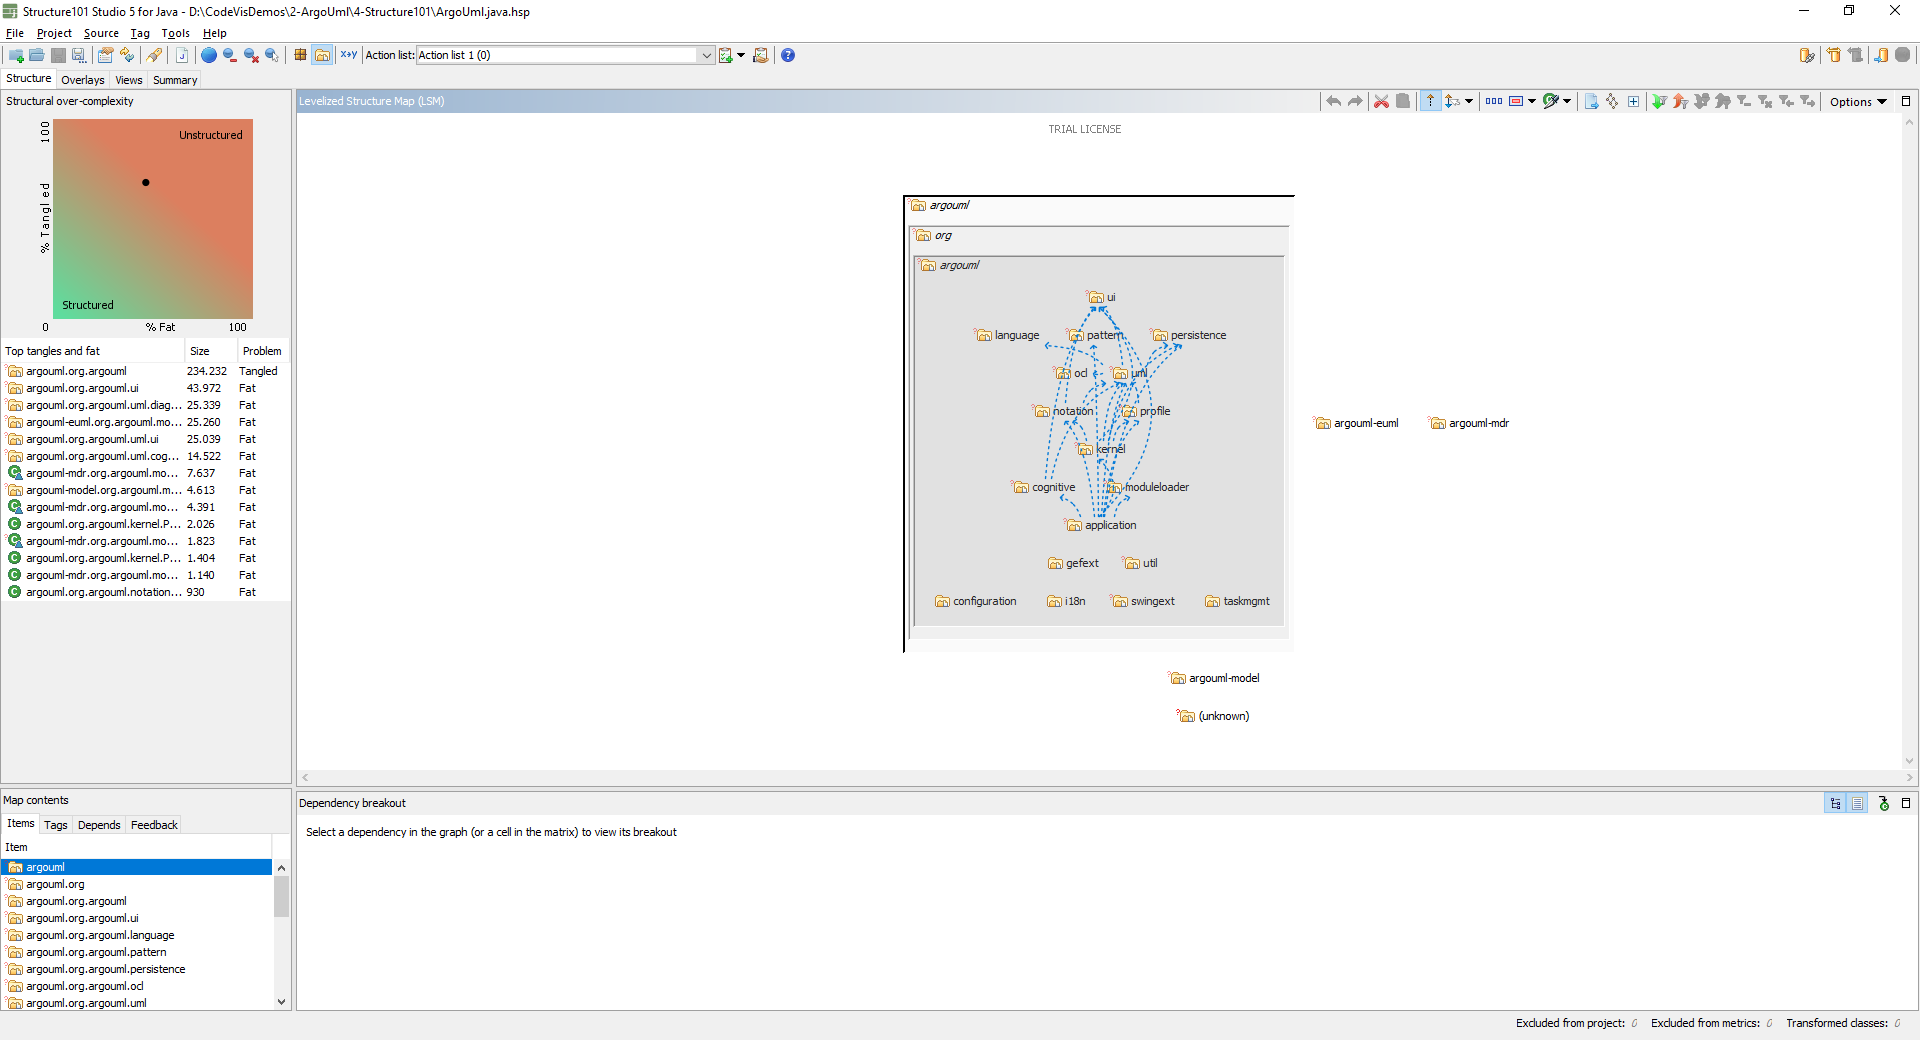 Structure101 Studio 5 for Java - D:\CodeVisDemos\2-ArgoUml\4-Structure101\ArgoUml.java.hsp
File Project Source Tag Tools Help
Action list: Action list 1 (0)
Structure Overlays Views Summary
Structural over-complexity
Unstructured
100
% Tangled
Structured
0 % Fat 100
Top tangles and fat Size Problem
argouml.org.argouml 234.232 Tangled
argouml.org.argouml.ui 43.972 Fat
argouml.org.argouml.uml.diag... 25.339 Fat
argouml-euml.org.argouml.mo... 25.260 Fat
argouml.org.argouml.uml.ui 25.039 Fat
argouml.org.argouml.uml.cog... 14.522 Fat
argouml-mdr.org.argouml.mo... 7.637 Fat
argouml-model.org.argouml.m... 4.613 Fat
argouml-mdr.org.argouml.mo... 4.391 Fat
argouml.org.argouml.kernel.P... 2.026 Fat
argouml-mdr.org.argouml.mo... 1.823 Fat
argouml.org.argouml.kernel.P... 1.404 Fat
argouml-mdr.org.argouml.mo... 1.140 Fat
argouml.org.argouml.notation... 930 Fat
Map contents
Items Tags Depends Feedback
Item
argouml
argouml.org
argouml.org.argouml
argouml.org.argouml.ui
argouml.org.argouml.language
argouml.org.argouml.pattern
argouml.org.argouml.persistence
argouml.org.argouml.ocl
argouml.org.argouml.uml
Levelized Structure Map (LSM)
Options
TRIAL LICENSE
argouml
org
argouml
ui
language pattern persistence
ocl uml
notation profile
kernel
cognitive moduleloader
application
gefext util
configuration i18n swingext taskmgmt
argouml-euml argouml-mdr
argouml-model
(unknown)
Dependency breakout
Select a dependency in the graph (or a cell in the matrix) to view its breakout
Excluded from project: 0 Excluded from metrics: 0 Transformed classes: 0